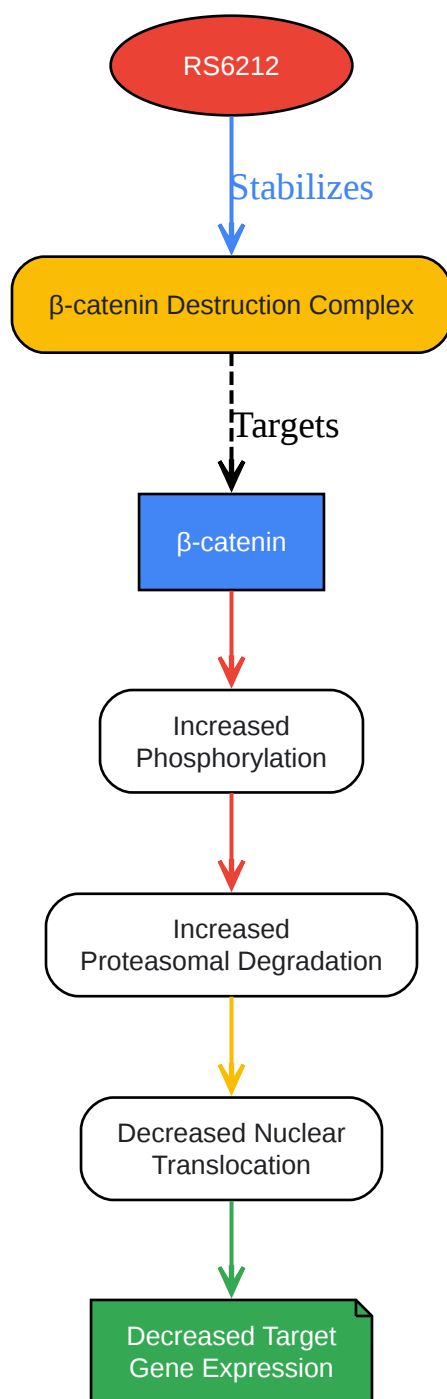 RS6212
Stabilizes
β-catenin Destruction Complex
Targets
β-catenin
Increased
Phosphorylation
Increased
Proteasomal Degradation
Decreased Nuclear
Translocation
Decreased Target
Gene Expression